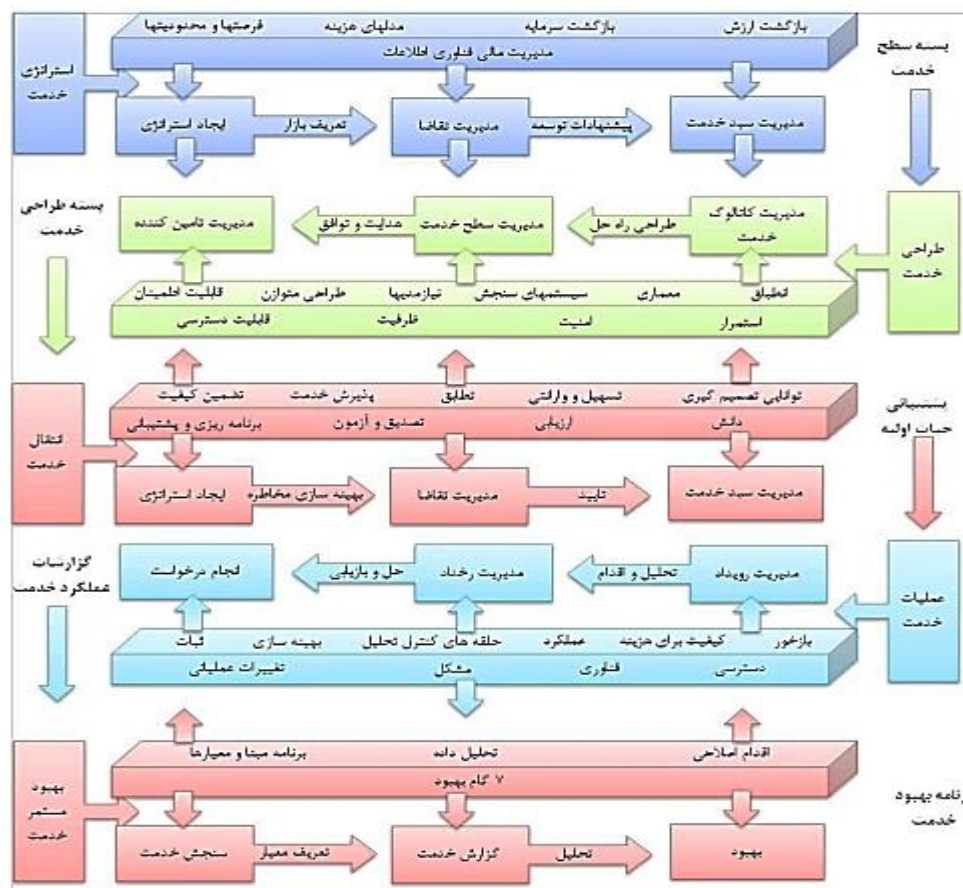 بازگشت ارزش بازگشت سرمایه مدلهای هزینه فرصتها و محدودیتها
مدیریت مالی فناوری اطلاعات
بسته سطح خدمت
استراتژی خدمت
مدیریت سبد خدمت پیشنهادات توسعه مدیریت تقاضا تعریف بازار ایجاد استراتژی
بسته طراحی خدمت
مدیریت کاتالوگ خدمت طراحی راه حل مدیریت سطح خدمت هدایت و توافق مدیریت تامین کننده
طراحی خدمت
انطباق معماری سیستمهای سنجش نیازمدیها طراحی متوازن قابلیت اطمینان
استمرار امنیت ظرفیت قابلیت دسترسی
توانایی تصمیم گیری تسهیل و وارانتی تطابق پذیرش خدمت تضمین کیفیت
دانش ارزیابی تصدیق و آزمون برنامه ریزی و پشتیبانی
پشتیبانی حیات اولیه
انتقال خدمت
مدیریت سبد خدمت تایید مدیریت تقاضا بهینه سازی مخاطره ایجاد استراتژی
گزارشات عملکرد خدمت
مدیریت رویداد تحلیل و اقدام مدیریت رخداد حل و بازیابی انجام درخواست
عملیات خدمت
بازخور کیفیت برای هزینه عملکرد حلقه های کنترل تحلیل بهینه سازی ثبات
دسترسی فناوری مشکل تغییرات عملیاتی
اقدام اصلاحی تحلیل داده برنامه مبنا و معیارها
۷ گام بهبود
برنامه بهبود خدمت
بهبود مستمر خدمت
بهبود تحلیل گزارش خدمت تعریف معیار سنجش خدمت